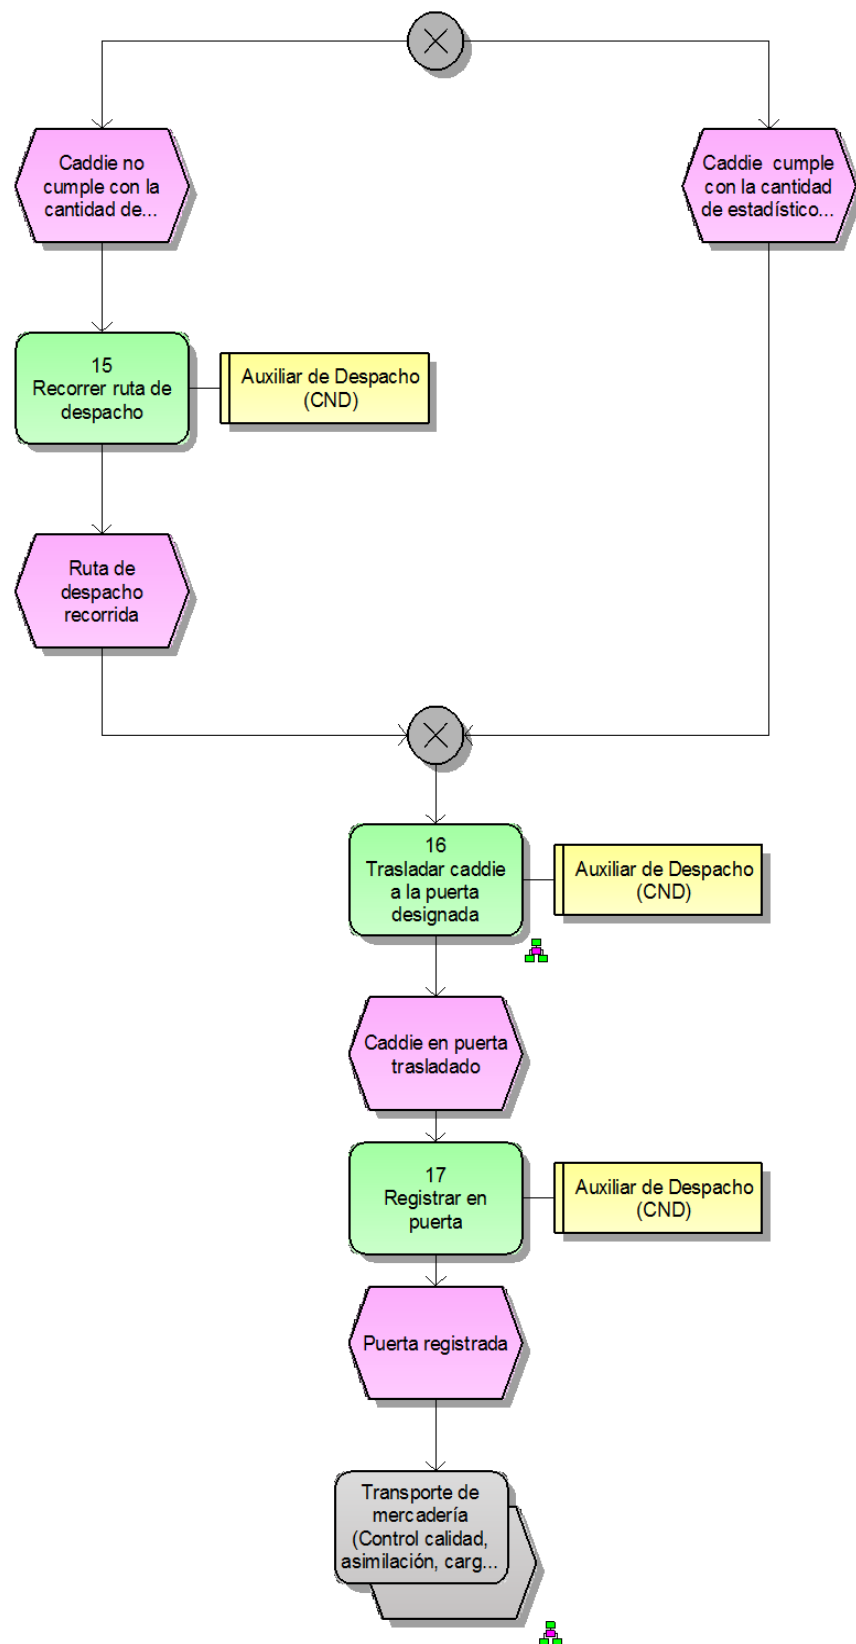 Caddie no
cumple con la
cantidad de...
Caddie cumple
con la cantidad
de estadístico...
15
Recorrer ruta de
despacho
Auxiliar de Despacho
(CND)
Ruta de
despacho
recorrida
16
Trasladar caddie
a la puerta
designada
Auxiliar de Despacho
(CND)
Caddie en puerta
trasladado
17
Registrar en
puerta
Auxiliar de Despacho
(CND)
Puerta registrada
Transporte de
mercadería
(Control calidad,
asimilación, carg...